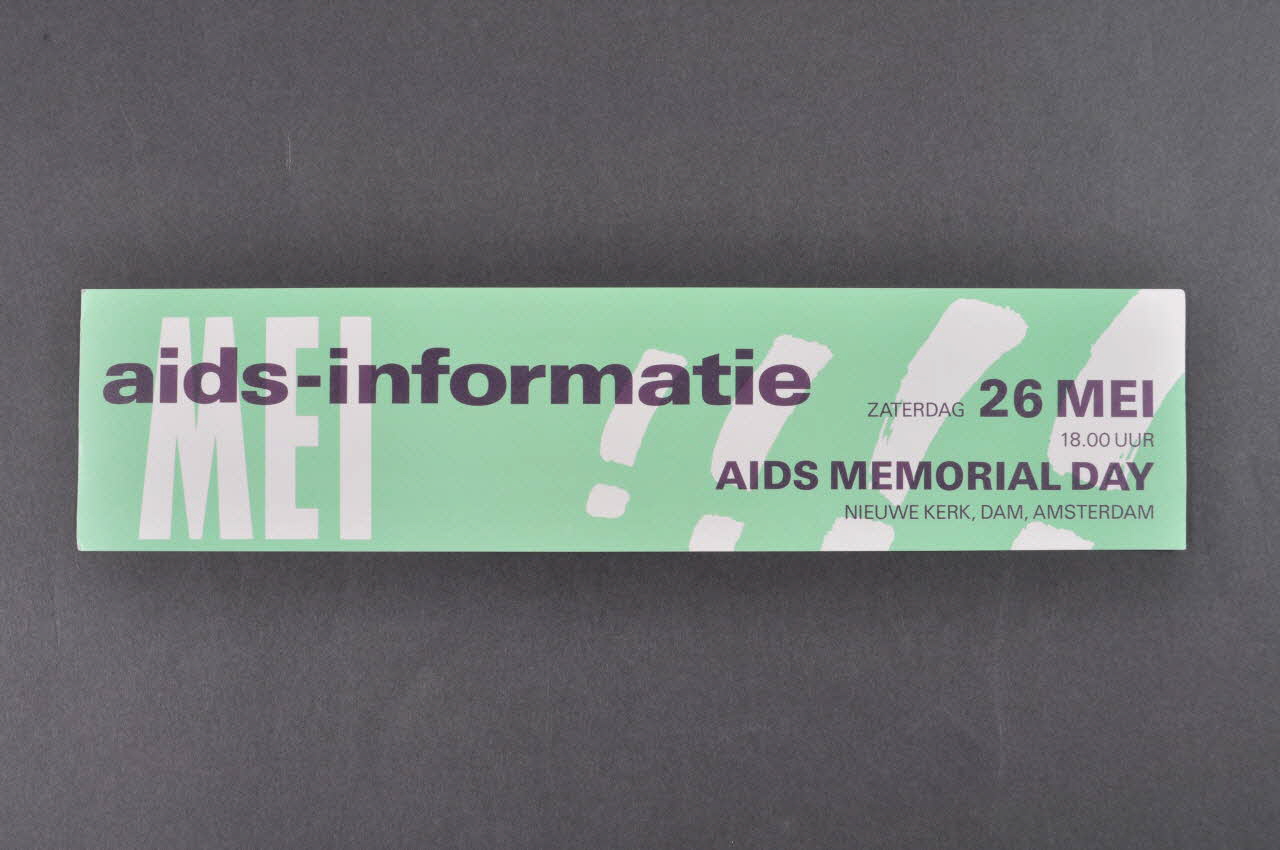 MEI
aids-informatie
!!!!
ZATERDAG 26 MEI
18.00 UUR
AIDS MEMORIAL DAY
NIEUWE KERK, DAM, AMSTERDAM